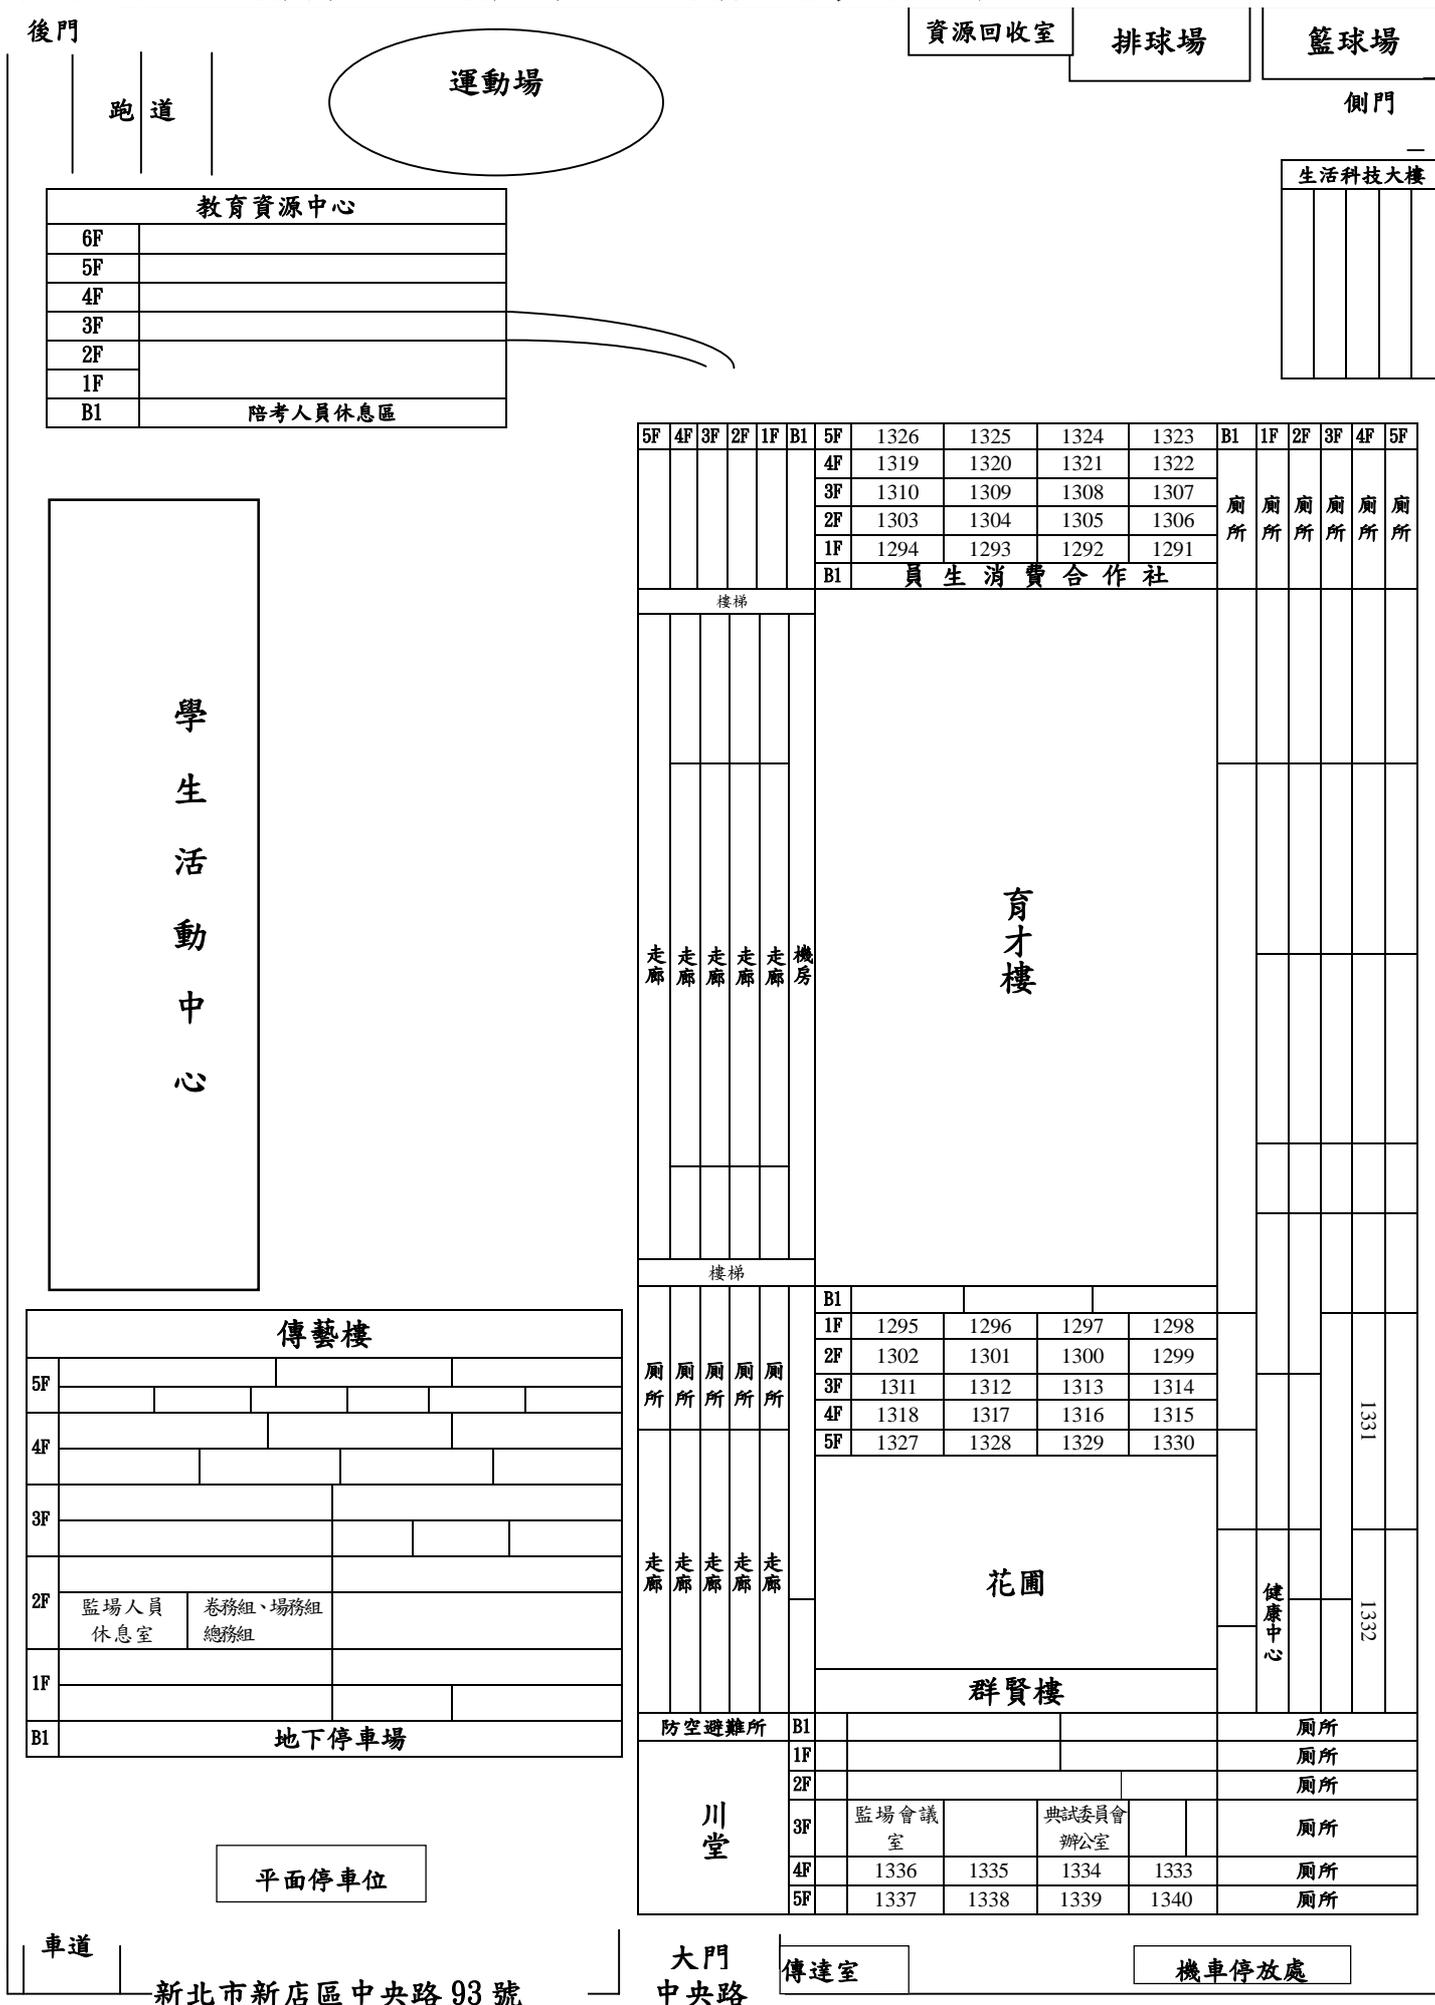 後門
資源回收室
排球場
籃球場
運動場
跑道
側門
生活科技大樓
教育資源中心
6F
5F
4F
3F
2F
1F
B1 陪考人員休息區
5F 4F 3F 2F 1F B1 5F 1326 1325 1324 1323 B1 1F 2F 3F 4F 5F
4F 1319 1320 1321 1322
3F 1310 1309 1308 1307
2F 1303 1304 1305 1306
1F 1294 1293 1292 1291
B1 員生消費合作社
廁所 廁所 廁所 廁所 廁所 廁所
樓梯
學生活動中心
走廊 走廊 走廊 走廊 走廊 機房
育才樓
樓梯
B1
1F 1295 1296 1297 1298
2F 1302 1301 1300 1299
3F 1311 1312 1313 1314
4F 1318 1317 1316 1315
5F 1327 1328 1329 1330
廁所 廁所 廁所 廁所 廁所
1331
傳藝樓
5F
4F
3F
2F 監場人員休息室 卷務組、場務組
總務組
1F
B1 地下停車場
走廊 走廊 走廊 走廊 走廊
花圃
健康中心
1332
群賢樓
防空避難所 B1 廁所
1F 廁所
2F 廁所
川堂
3F 監場會議室 典試委員會辦公室 廁所
4F 1336 1335 1334 1333 廁所
5F 1337 1338 1339 1340 廁所
平面停車位
車道
大門
傳達室
機車停放處
新北市新店區中央路 93 號
中央路